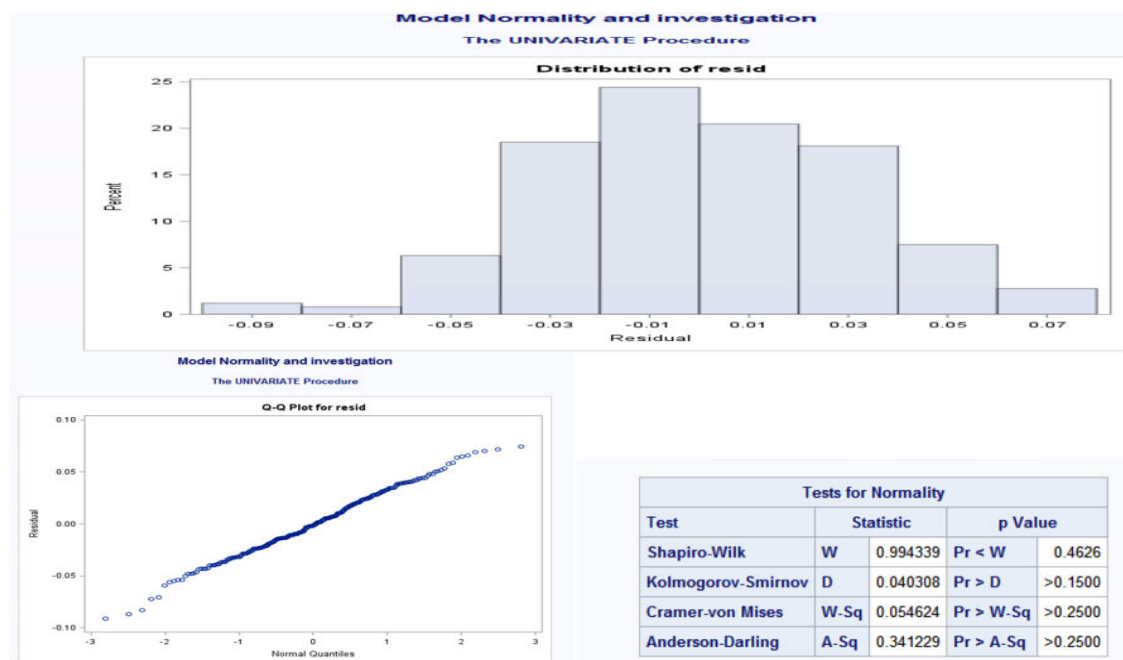 Model Normality and investigation
The UNIVARIATE Procedure
Distribution of resid
25
20
15
10
5
0
Percent
-0.09 -0.07 -0.05 -0.03 -0.01 0.01 0.03 0.05 0.07
Residual
Model Normality and investigation
The UNIVARIATE Procedure
Q-Q Plot for resid
0.10
0.05
0.00
-0.05
-0.10
Residual
-3 -2 -1 0 1 2 3
Normal Quantiles
Tests for Normality
Test Statistic p Value
Shapiro-Wilk W 0.994339 Pr < W 0.4626
Kolmogorov-Smirnov D 0.040308 Pr > D >0.1500
Cramer-von Mises W-Sq 0.054624 Pr > W-Sq >0.2500
Anderson-Darling A-Sq 0.341229 Pr > A-Sq >0.2500